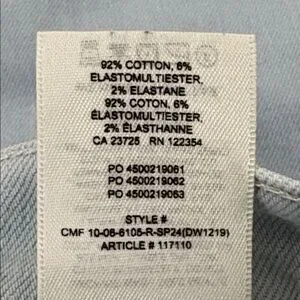 92% COTTON, 6%
ELASTOMULTIESTER,
2% ELASTANE
92% COTON, 6%
ÉLASTOMULTIESTER,
2% ÉLASTHANNE
CA 23725 RN 122354
PO 4500219061
PO 4500219062
PO 4500219063
STYLE #
CMF 10-06-6105-R-SP24(DW1219)
ARTICLE # 117110